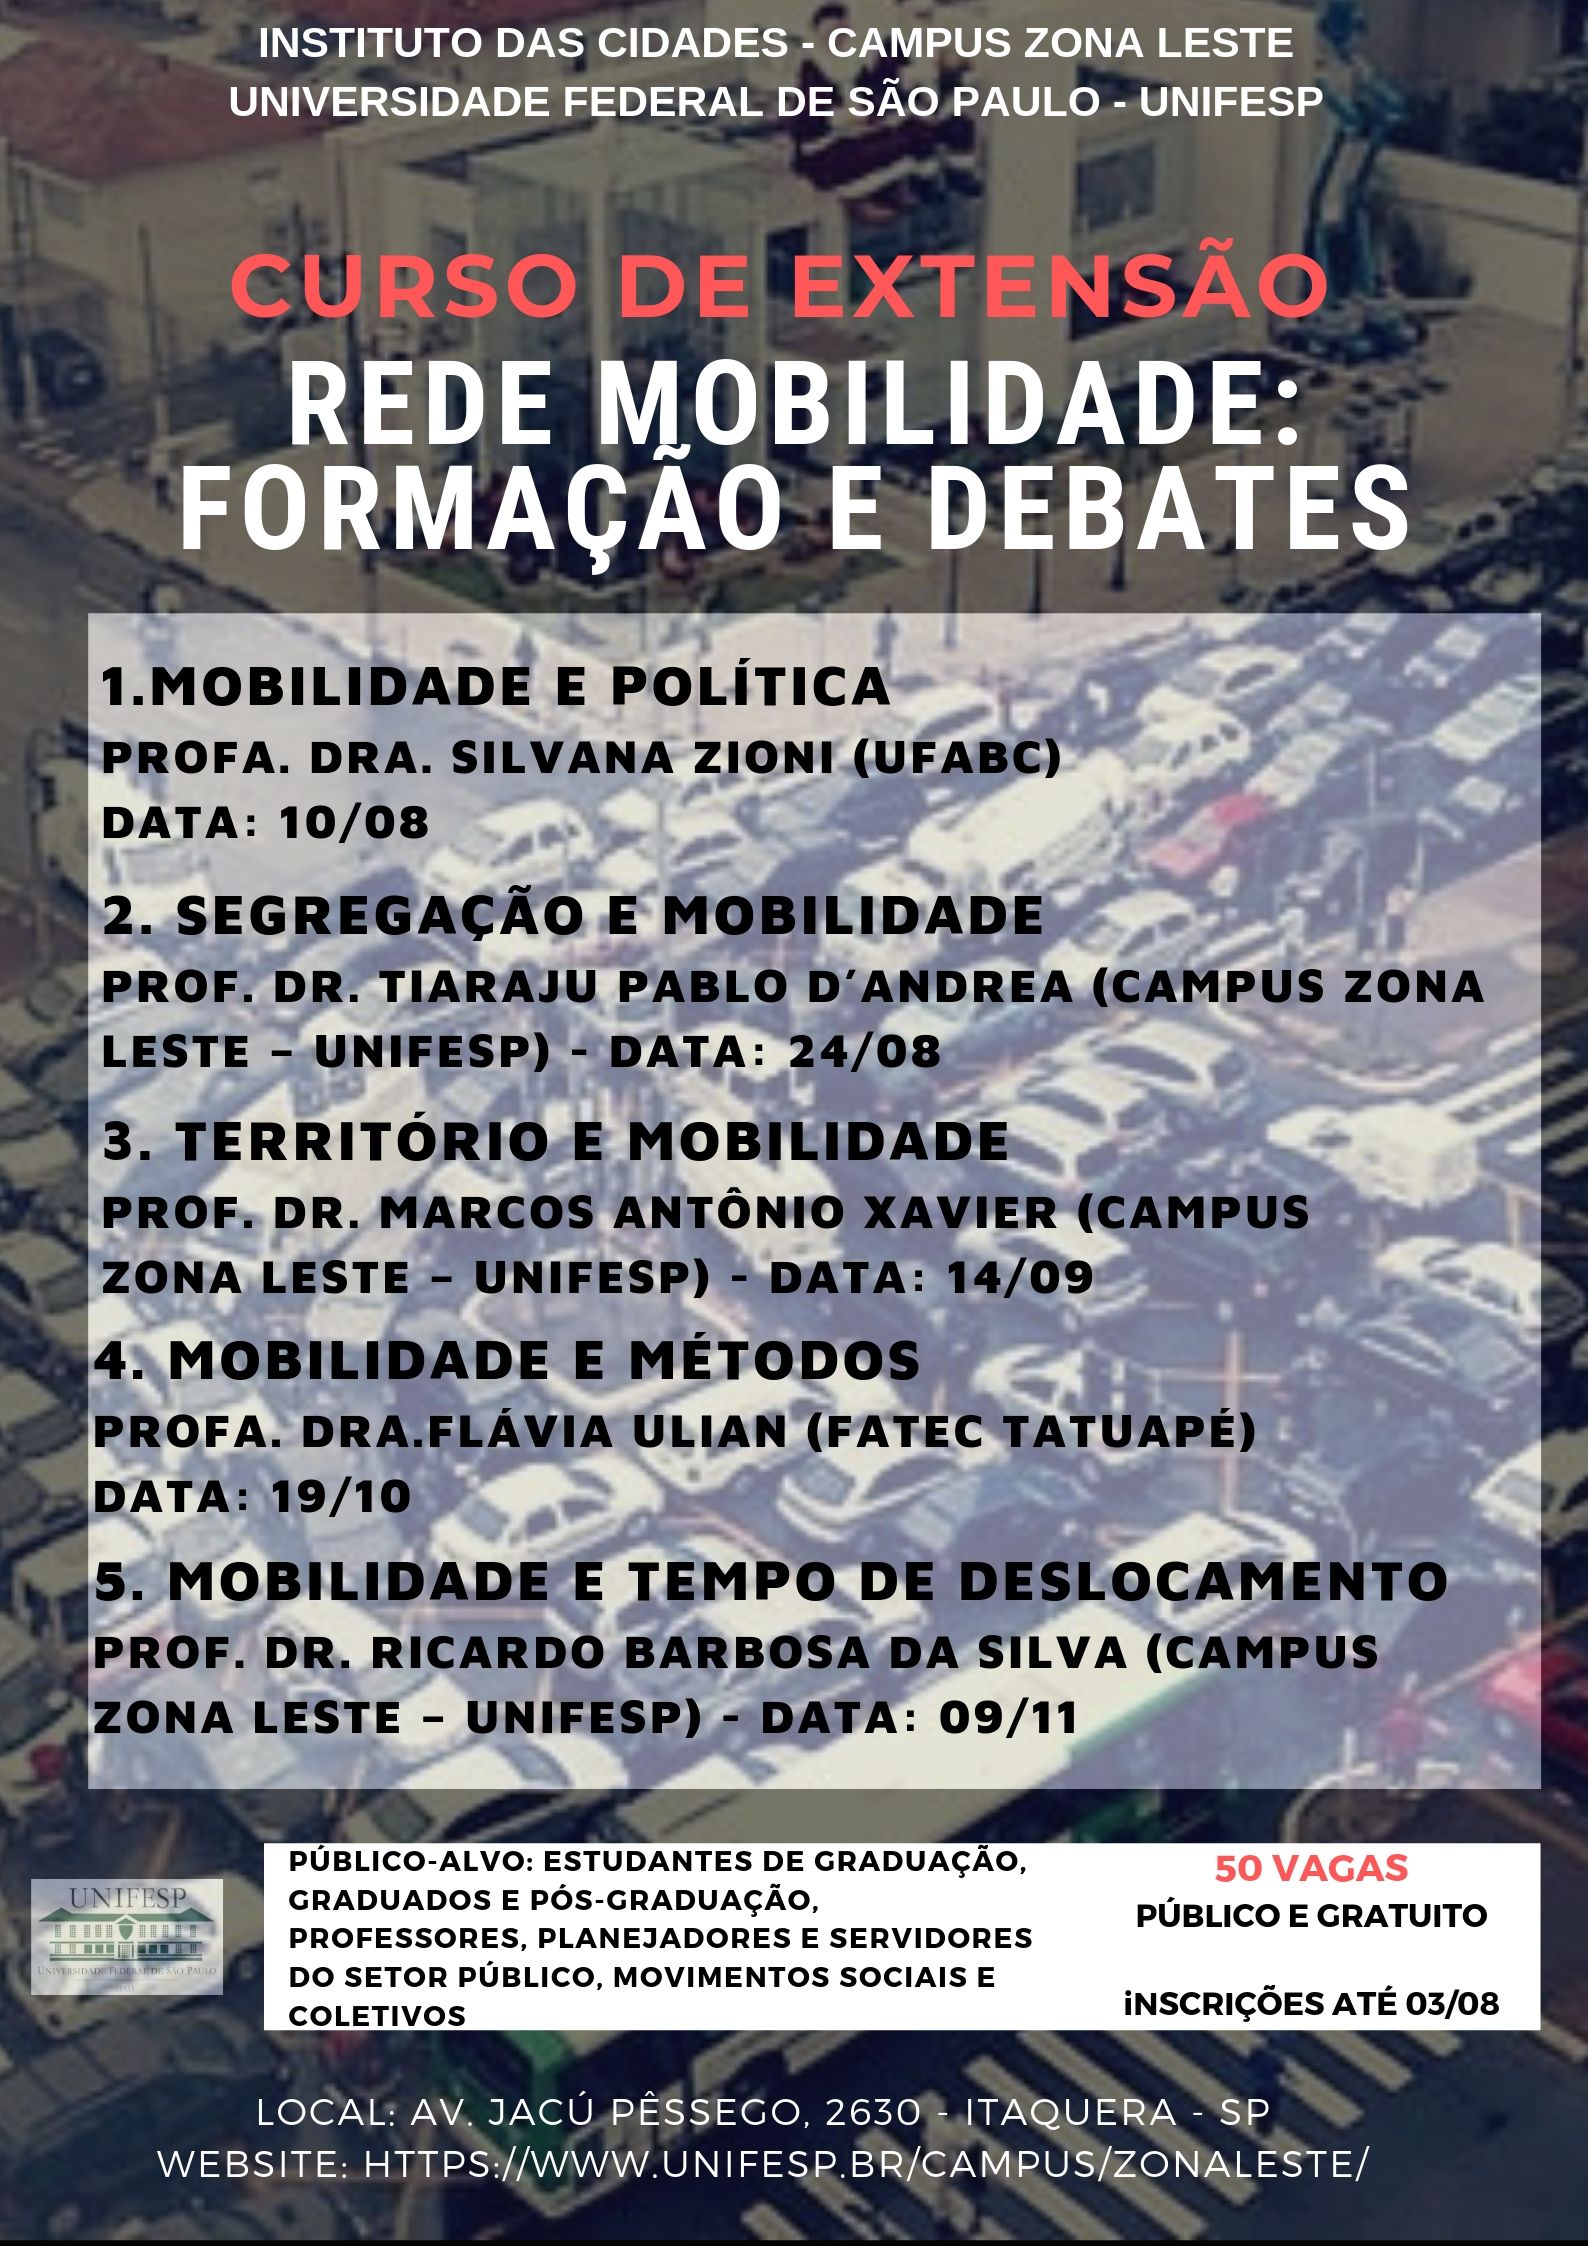 INSTITUTO DAS CIDADES - CAMPUS ZONA LESTE
UNIVERSIDADE FEDERAL DE SÃO PAULO - UNIFESP
CURSO DE EXTENSÃO
REDE MOBILIDADE:
FORMAÇÃO E DEBATES
1.MOBILIDADE E POLÍTICA
PROFA. DRA. SILVANA ZIONI (UFABC)
DATA: 10/08
2. SEGREGAÇÃO E MOBILIDADE
PROF. DR. TIARAJU PABLO D’ANDREA (CAMPUS ZONA
LESTE – UNIFESP) - DATA: 24/08
3. TERRITÓRIO E MOBILIDADE
PROF. DR. MARCOS ANTÔNIO XAVIER (CAMPUS
ZONA LESTE – UNIFESP) - DATA: 14/09
4. MOBILIDADE E MÉTODOS
PROFA. DRA.FLÁVIA ULIAN (FATEC TATUAPÉ)
DATA: 19/10
5. MOBILIDADE E TEMPO DE DESLOCAMENTO
PROF. DR. RICARDO BARBOSA DA SILVA (CAMPUS
ZONA LESTE – UNIFESP) - DATA: 09/11
UNIFESP
UNIVERSIDADE FEDERAL DE SÃO PAULO
1933
PÚBLICO-ALVO: ESTUDANTES DE GRADUAÇÃO,
GRADUADOS E PÓS-GRADUAÇÃO,
PROFESSORES, PLANEJADORES E SERVIDORES
DO SETOR PÚBLICO, MOVIMENTOS SOCIAIS E
COLETIVOS
50 VAGAS
PÚBLICO E GRATUITO
iNSCRIÇÕES ATÉ 03/08
LOCAL: AV. JACÚ PÊSSEGO, 2630 - ITAQUERA - SP
WEBSITE: HTTPS://WWW.UNIFESP.BR/CAMPUS/ZONALESTE/